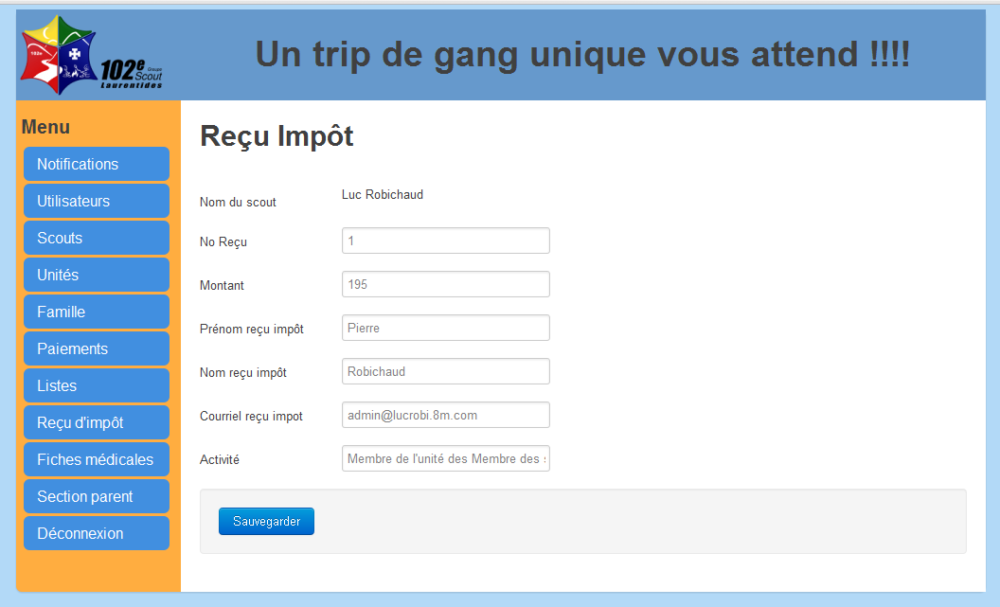 102e
102e Groupe
Scout
Laurentides
Un trip de gang unique vous attend !!!!
Menu
Notifications
Utilisateurs
Scouts
Unités
Famille
Paiements
Listes
Reçu d'impôt
Fiches médicales
Section parent
Déconnexion
Reçu Impôt
Nom du scout Luc Robichaud
No Reçu 1
Montant 195
Prénom reçu impôt Pierre
Nom reçu impôt Robichaud
Courriel reçu impot admin@lucrobi.8m.com
Activité Membre de l'unité des Membre des
Sauvegarder